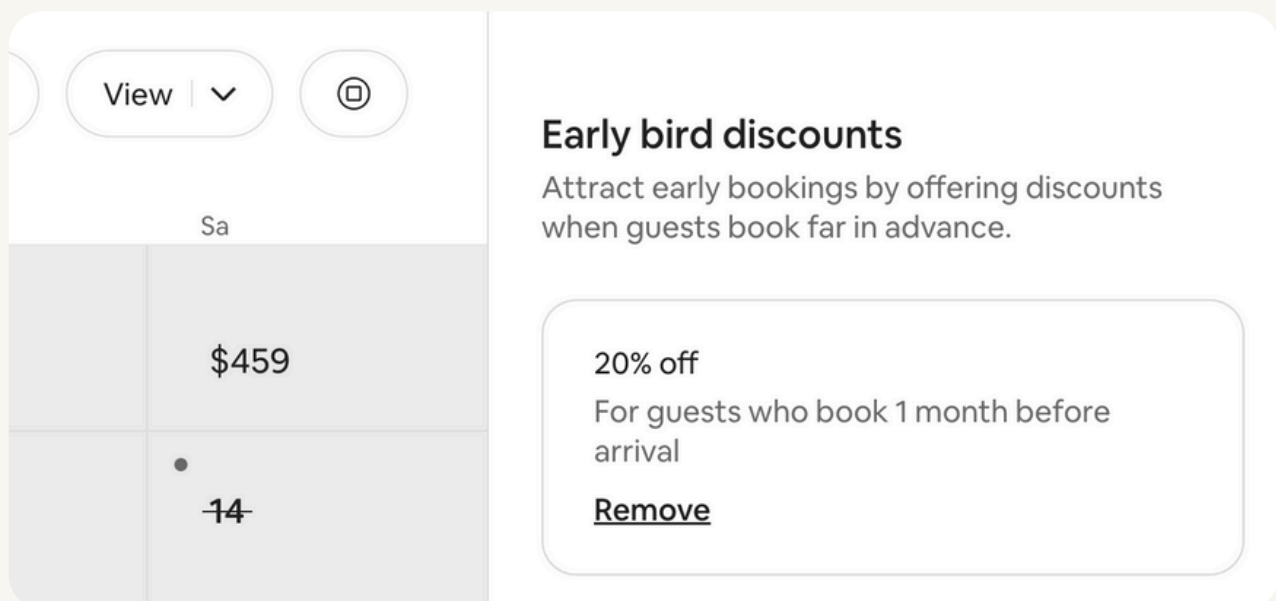 View
Sa
$459
14
Early bird discounts
Attract early bookings by offering discounts
when guests book far in advance.
20% off
For guests who book 1 month before
arrival
Remove